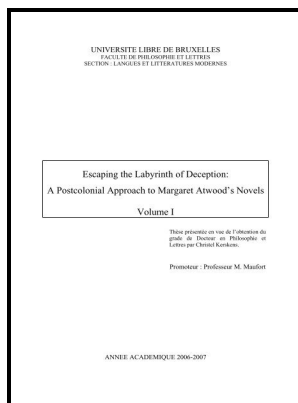 UNIVERSITE LIBRE DE BRUXELLES
FACULTE DE PHILOSOPHIE ET LETTRES
SECTION : LANGUES ET LITTERATURES MODERNES
Escaping the Labyrinth of Deception:
A Postcolonial Approach to Margaret Atwood's Novels
Volume I
Thèse présentée en vue de l'obtention du
grade de Docteur en Philosophie et
Lettres par Christel Kerskens.
Promoteur : Professeur M. Maufort
ANNEE ACADEMIQUE 2006-2007